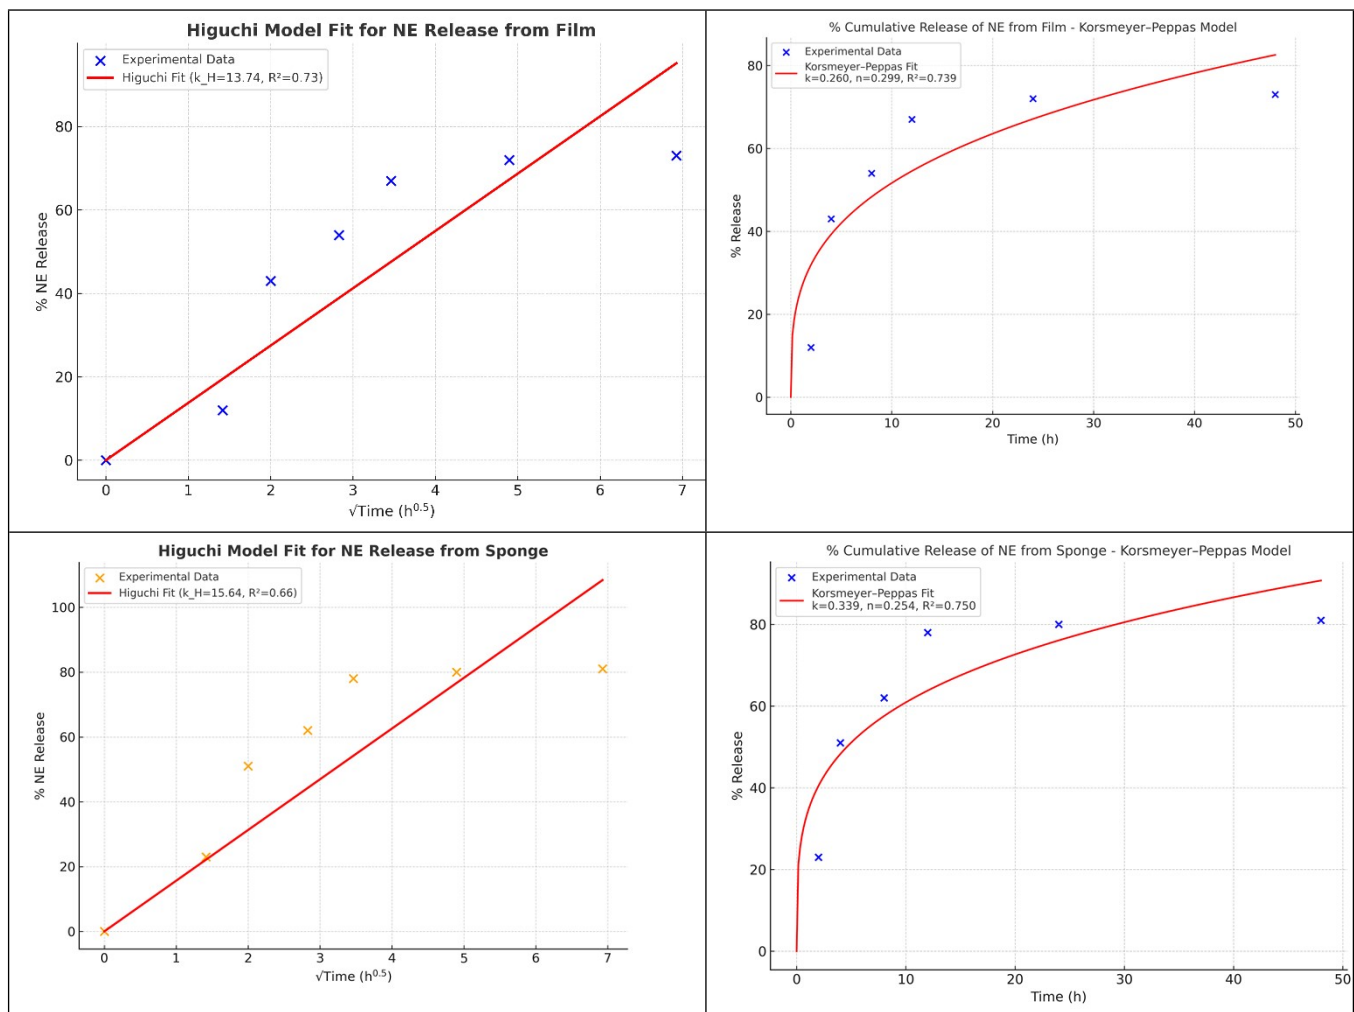 Higuchi Model Fit for NE Release from Film
Experimental Data
Higuchi Fit (k_H=13.74, R²=0.73)
% NE Release
80
60
40
20
0
0 1 2 3 4 5 6 7
√Time (h^0.5)
% Cumulative Release of NE from Film - Korsmeyer–Peppas Model
Experimental Data
Korsmeyer–Peppas Fit
k=0.260, n=0.299, R²=0.739
% Release
80
60
40
20
0
0 10 20 30 40 50
Time (h)
Higuchi Model Fit for NE Release from Sponge
Experimental Data
Higuchi Fit (k_H=15.64, R²=0.66)
% NE Release
100
80
60
40
20
0
0 1 2 3 4 5 6 7
√Time (h^0.5)
% Cumulative Release of NE from Sponge - Korsmeyer–Peppas Model
Experimental Data
Korsmeyer–Peppas Fit
k=0.339, n=0.254, R²=0.750
% Release
80
60
40
20
0
0 10 20 30 40 50
Time (h)